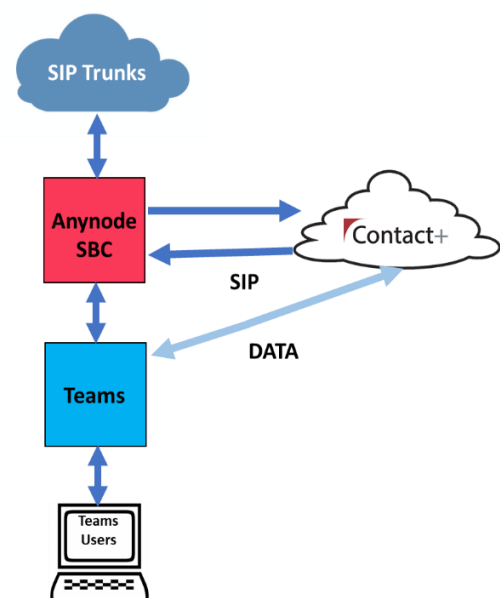 SIP Trunks
Anynode
SBC
Contact+
SIP
DATA
Teams
Teams
Users